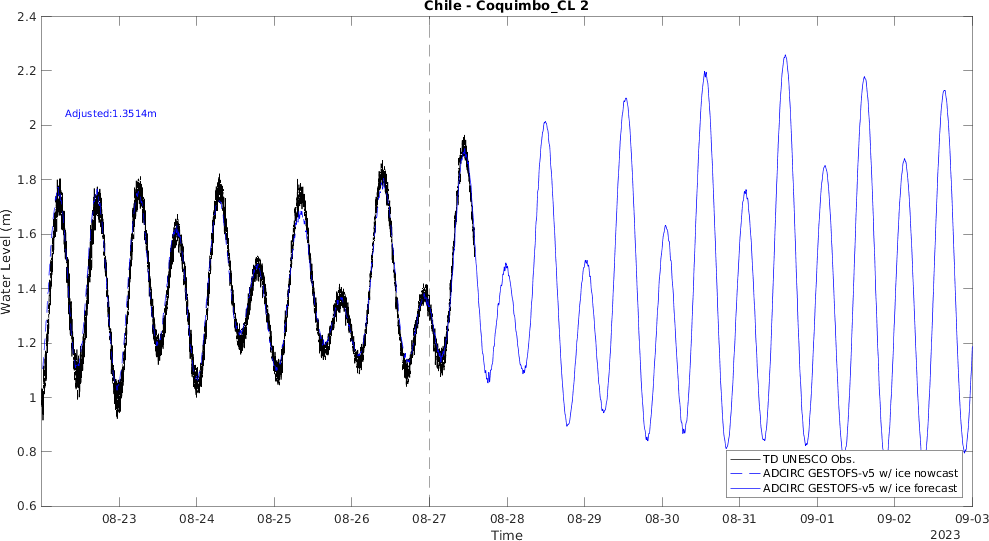 Chile - Coquimbo_CL 2
2.4
2.2
2
1.8
1.6
1.4
1.2
1
0.8
0.6
Water Level (m)
Adjusted:1.3514m
TD UNESCO Obs.
ADCIRC GESTOFS-v5 w/ ice nowcast
ADCIRC GESTOFS-v5 w/ ice forecast
08-23 08-24 08-25 08-26 08-27 08-28 08-29 08-30 08-31 09-01 09-02 09-03
Time
2023